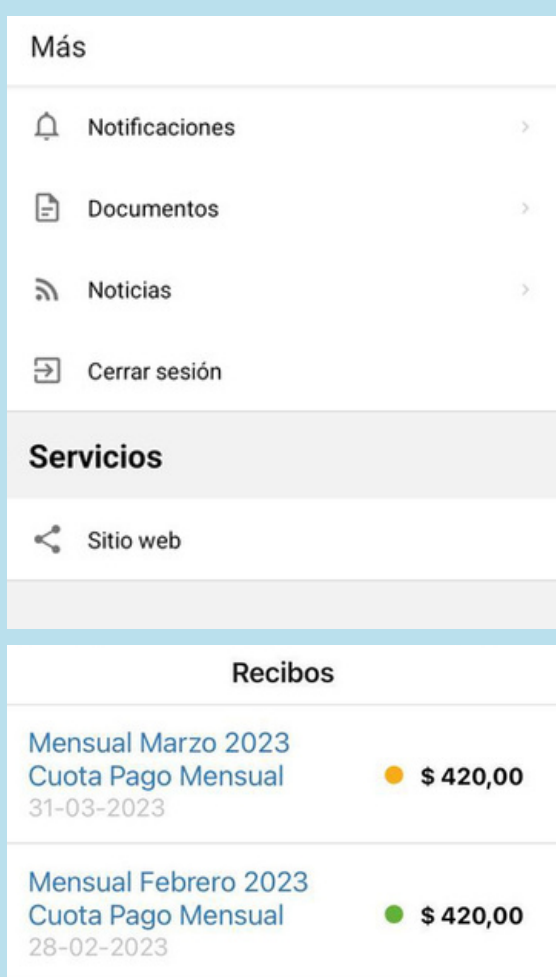 Más
Notificaciones
Documentos
Noticias
Cerrar sesión
Servicios
Sitio web
Recibos
Mensual Marzo 2023
Cuota Pago Mensual
$ 420,00
31-03-2023
Mensual Febrero 2023
Cuota Pago Mensual
$ 420,00
28-02-2023